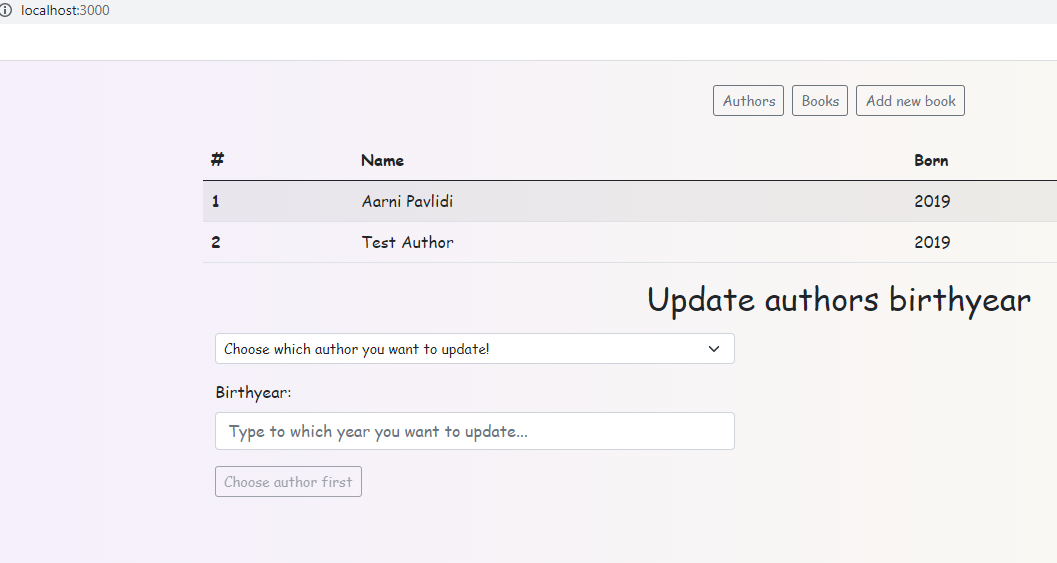 localhost:3000
Authors Books Add new book
# Name Born
1 Aarni Pavlidi 2019
2 Test Author 2019
Update authors birthyear
Choose which author you want to update!
Birthyear:
Type to which year you want to update...
Choose author first